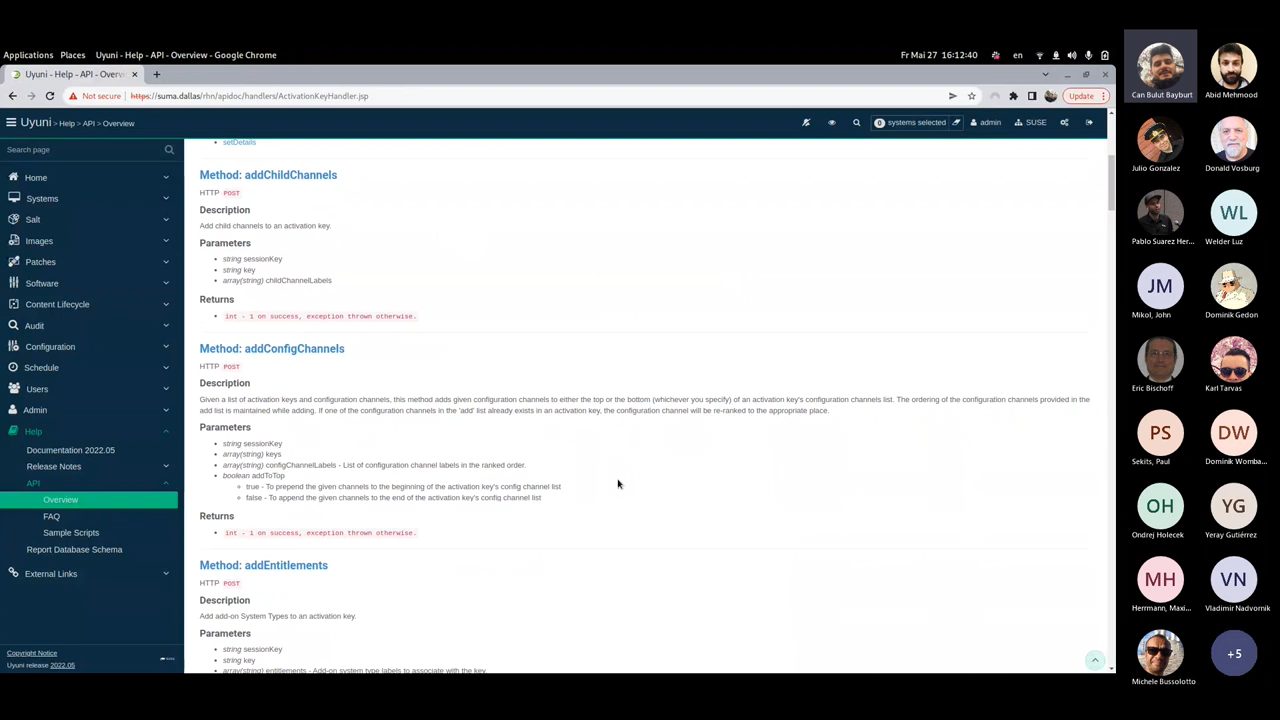 Applications Places Uyuni - Help - API - Overview - Google Chrome Fr Mai 27 16:12:40 en
Uyuni - Help - API - Overv
Not secure https://suma.dallas/rhn/apidoc/handlers/ActivationKeyHandler.jsp Update
Uyuni > Help > API > Overview 0 systems selected admin SUSE
Search page
Home
Systems
Salt
Images
Patches
Software
Content Lifecycle
Audit
Configuration
Schedule
Users
Admin
Help
Documentation 2022.05
Release Notes
API
Overview
FAQ
Sample Scripts
Report Database Schema
External Links
Copyright Notice
Uyuni release 2022.05
setDetails
Method: addChildChannels
HTTP POST
Description
Add child channels to an activation key.
Parameters
string sessionKey
string key
array(string) childChannelLabels
Returns
int - 1 on success, exception thrown otherwise.
Method: addConfigChannels
HTTP POST
Description
Given a list of activation keys and configuration channels, this method adds given configuration channels to either the top or the bottom (whichever you specify) of an activation key's configuration channels list. The ordering of the configuration channels provided in the
add list is maintained while adding. If one of the configuration channels in the 'add' list already exists in an activation key, the configuration channel will be re-ranked to the appropriate place.
Parameters
string sessionKey
array(string) keys
array(string) configChannelLabels - List of configuration channel labels in the ranked order.
boolean addToTop
true - To prepend the given channels to the beginning of the activation key's config channel list
false - To append the given channels to the end of the activation key's config channel list
Returns
int - 1 on success, exception thrown otherwise.
Method: addEntitlements
HTTP POST
Description
Add add-on System Types to an activation key.
Parameters
string sessionKey
string key
array(string) entitlements - Add-on system type labels to associate with the key.
Can Bulut Bayburt Abid Mehmood
Julio Gonzalez Donald Vosburg
WL
Pablo Suarez Her... Welder Luz
JM
Mikol, John Dominik Gedon
Eric Bischoff Karl Tarvas
PS DW
Sekits, Paul Dominik Womba...
OH YG
Ondrej Holecek Yeray Gutiérrez
MH VN
Herrmann, Maxi... Vladimir Nadvornik
+5
Michele Bussolotto